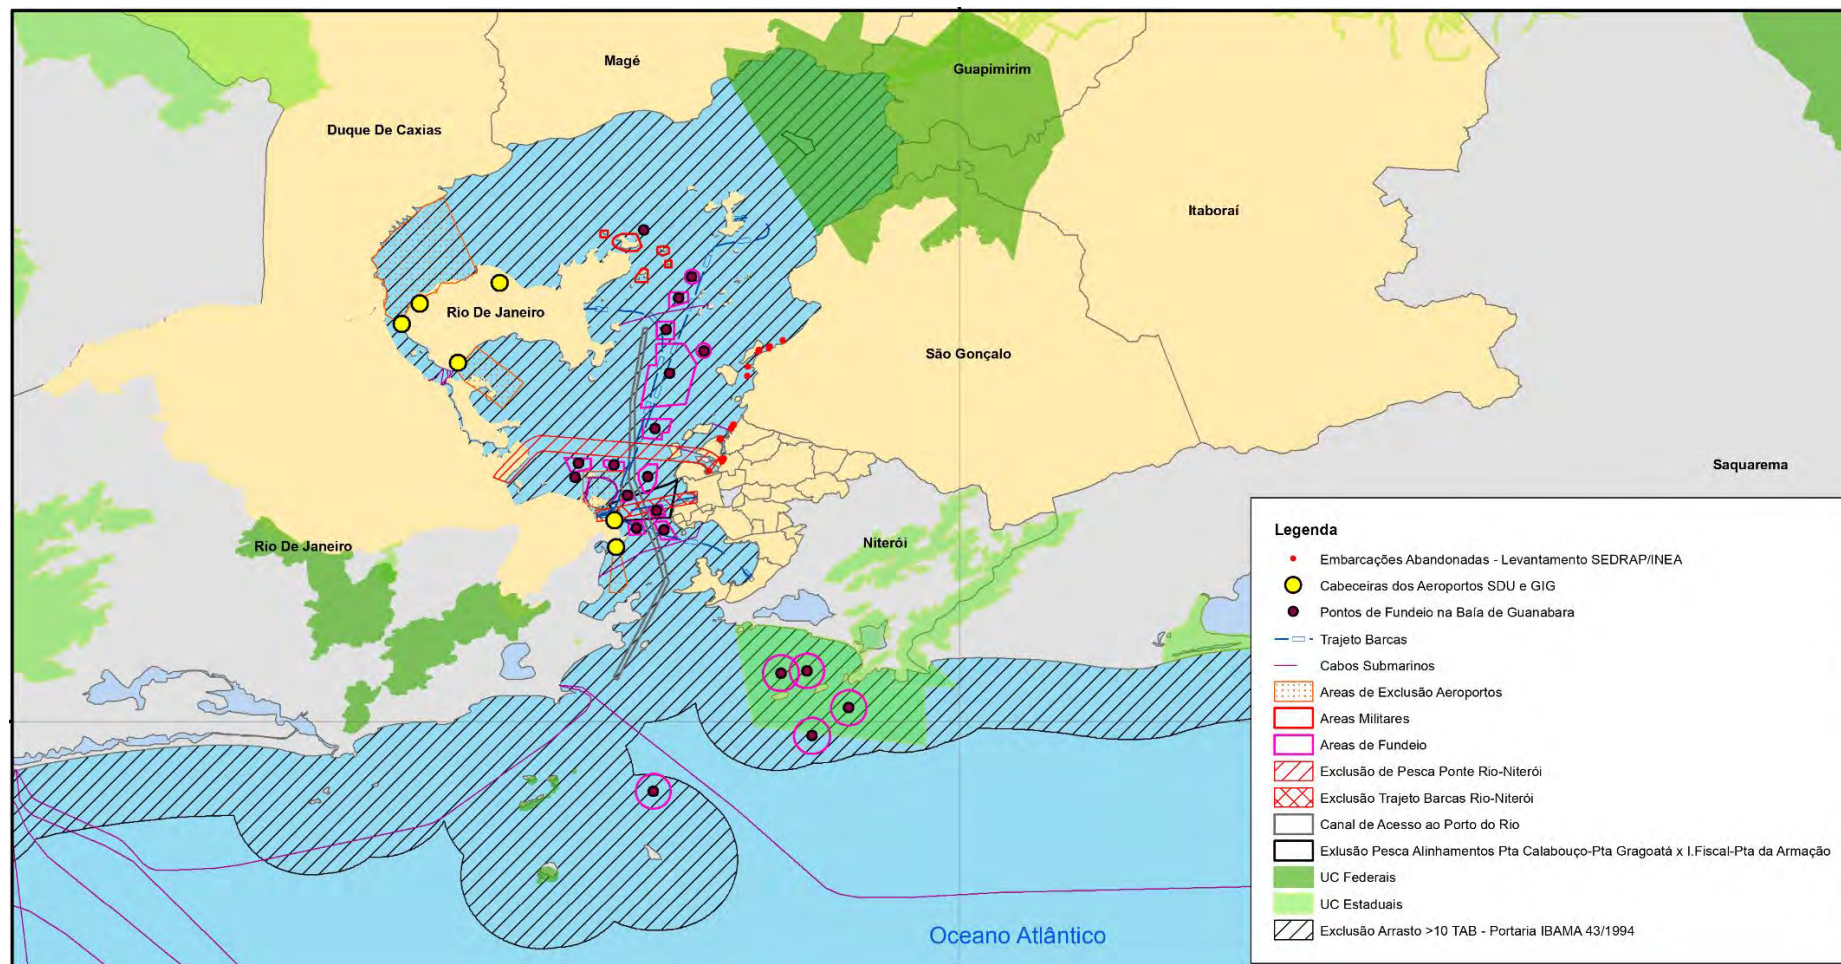 Magé
Guapimirim
Duque De Caxias
Itaboraí
Rio De Janeiro
São Gonçalo
Saquarema
Rio De Janeiro
Niterói
Oceano Atlântico
Legenda
Embarcações Abandonadas - Levantamento SEDRAP/INEA
Cabeceiras dos Aeroportos SDU e GIG
Pontos de Fundeio na Baía de Guanabara
Trajeto Barcas
Cabos Submarinos
Areas de Exclusão Aeroportos
Areas Militares
Areas de Fundeio
Exclusão de Pesca Ponte Rio-Niterói
Exclusão Trajeto Barcas Rio-Niterói
Canal de Acesso ao Porto do Rio
Exlusão Pesca Alinhamentos Pta Calabouço-Pta Gragoatá x I.Fiscal-Pta da Armação
UC Federais
UC Estaduais
Exclusão Arrasto >10 TAB - Portaria IBAMA 43/1994